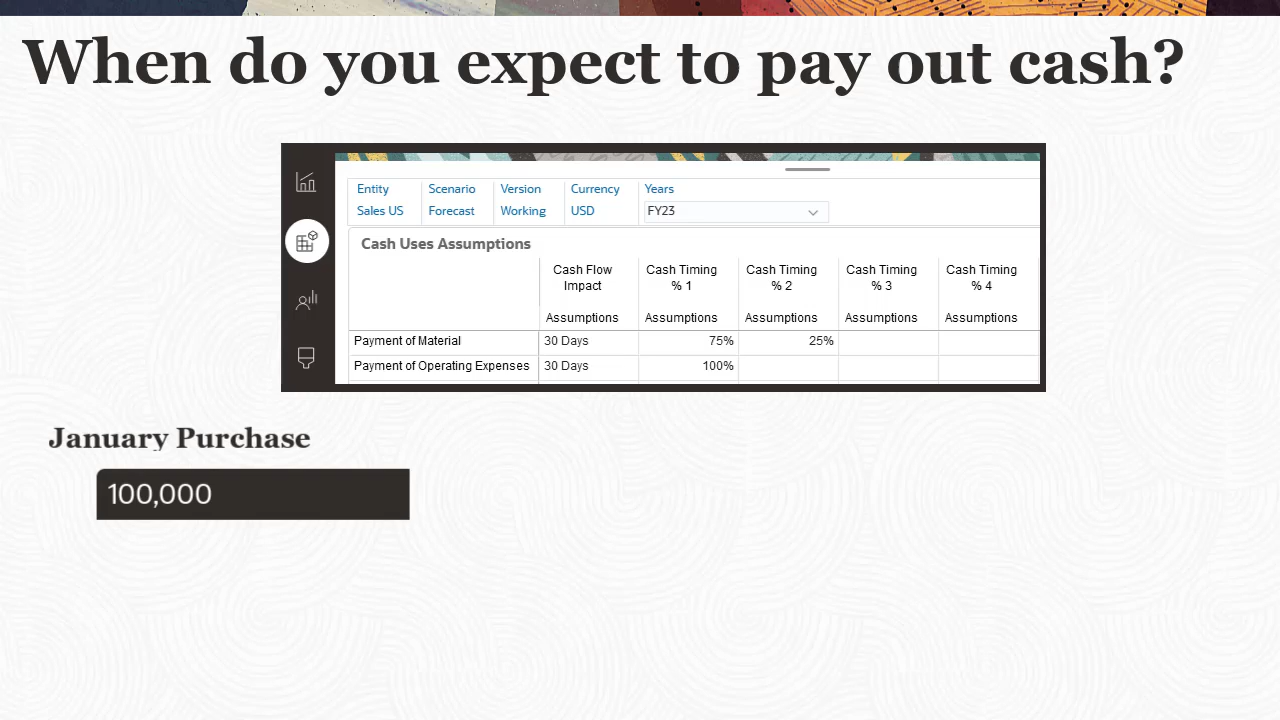 When do you expect to pay out cash?
Entity Scenario Version Currency Years
Sales US Forecast Working USD FY23
Cash Uses Assumptions
Cash Flow Cash Timing Cash Timing Cash Timing Cash Timing
Impact % 1 % 2 % 3 % 4
Assumptions Assumptions Assumptions Assumptions Assumptions
Payment of Material 30 Days 75% 25%
Payment of Operating Expenses 30 Days 100%
January Purchase
100,000